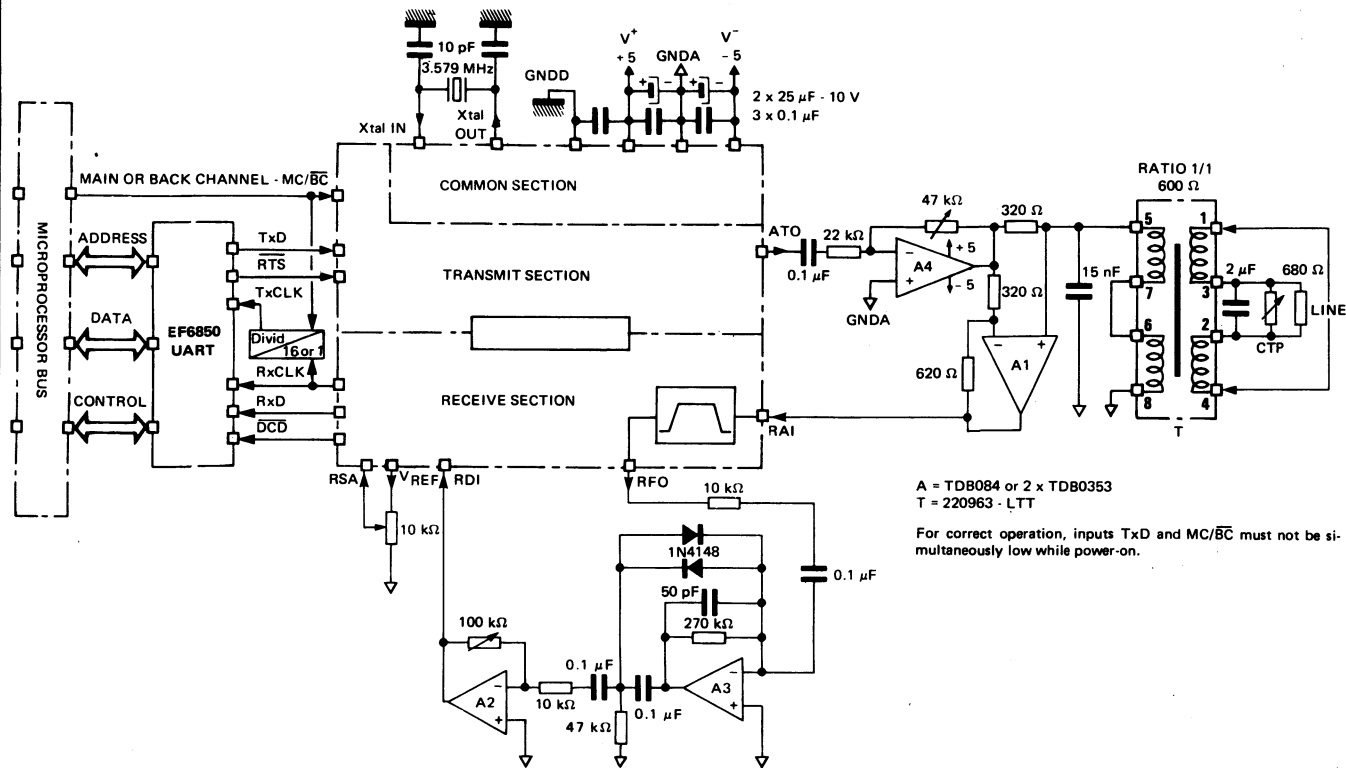 10 pF
3.579 MHz
Xtal IN
Xtal
OUT
GNDD
V+
+ 5
GNDA
V-
- 5
+ -
+ -
2 x 25 µF - 10 V
3 x 0.1 µF
MICROPROCESSOR BUS
MAIN OR BACK CHANNEL - MC/B̅C̅
ADDRESS
DATA
CONTROL
EF6850
UART
TxD
R̅T̅S̅
TxCLK
Divid
16 or 1
RxCLK
RxD
D̅C̅D̅
COMMON SECTION
TRANSMIT SECTION
RECEIVE SECTION
ATO
0.1 µF
22 kΩ
47 kΩ
- + 5
A4
+ - 5
GNDA
320 Ω
320 Ω
620 Ω
- +
A1
15 nF
RAI
RATIO 1/1
600 Ω
5 1
7 3
6 2
8 4
T
2 µF
680 Ω
CTP
LINE
RSA
VREF
RDI
RFO
10 kΩ
10 kΩ
0.1 µF
1N4148
50 pF
270 kΩ
-
A3
+
0.1 µF
0.1 µF
47 kΩ
10 kΩ
100 kΩ
-
A2
+
A = TDB084 or 2 x TDB0353
T = 220963 - LTT
For correct operation, inputs TxD and MC/B̅C̅ must not be si-
multaneously low while power-on.